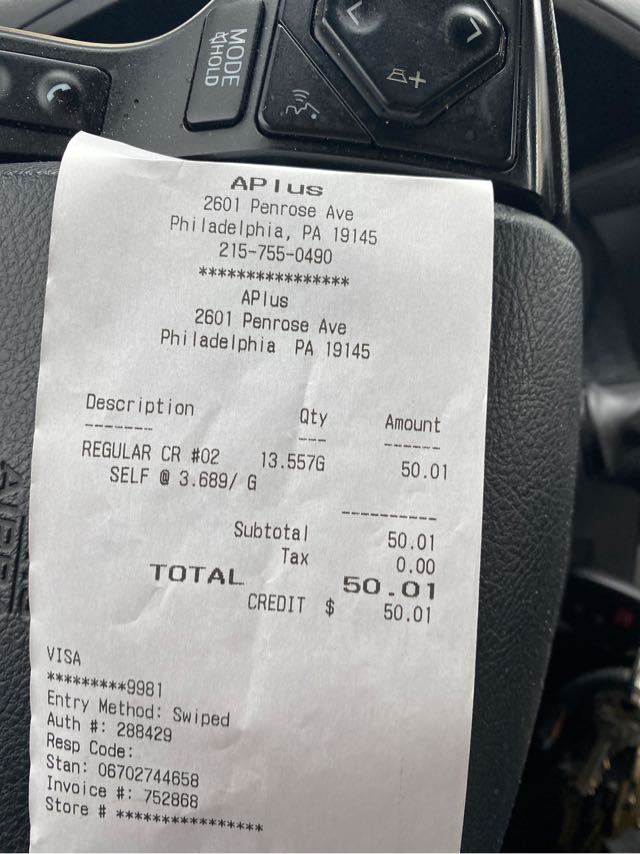 MODE
HOLD
APlus
2601 Penrose Ave
Philadelphia, PA 19145
215-755-0490
****************
APlus
2601 Penrose Ave
Philadelphia PA 19145
Description Qty Amount
REGULAR CR #02 13.557G 50.01
SELF @ 3.689/ G
Subtotal 50.01
Tax 0.00
TOTAL 50.01
CREDIT $ 50.01
VISA
*********9981
Entry Method: Swiped
Auth #: 288429
Resp Code:
Stan: 06702744658
Invoice #: 752868
Store # ****************